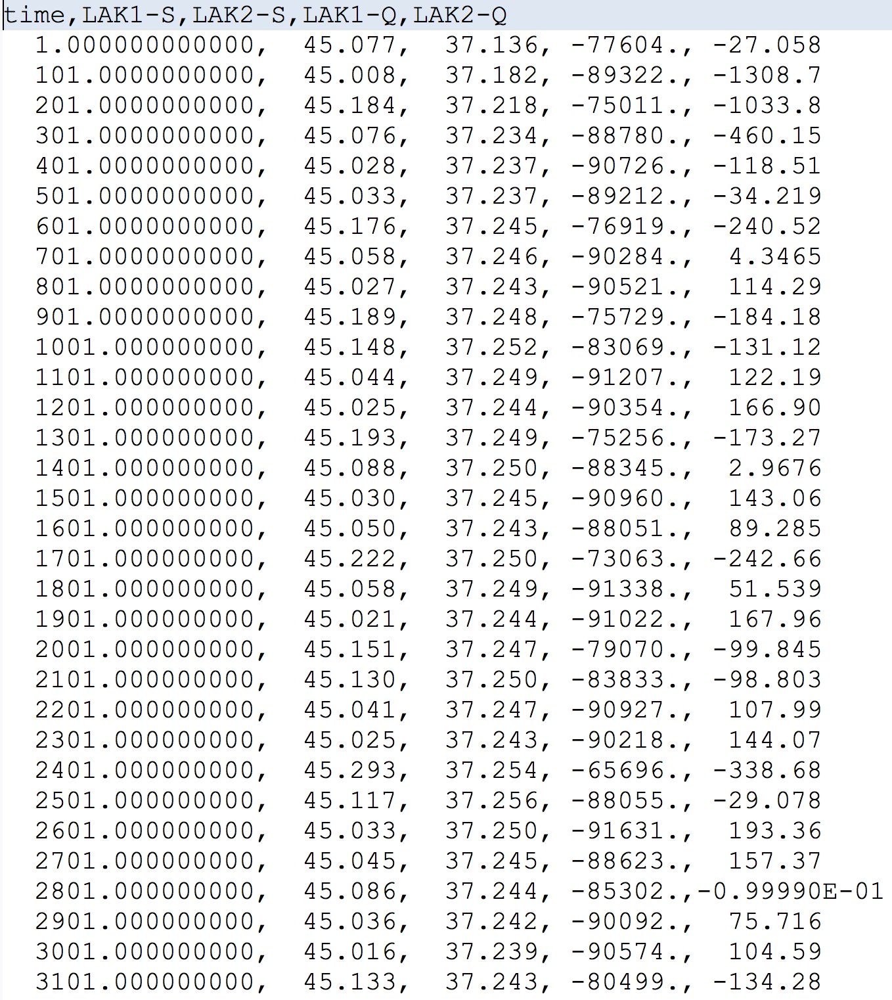 time,LAK1-S,LAK2-S,LAK1-Q,LAK2-Q
1.000000000000, 45.077, 37.136, -77604., -27.058
101.0000000000, 45.008, 37.182, -89322., -1308.7
201.0000000000, 45.184, 37.218, -75011., -1033.8
301.0000000000, 45.076, 37.234, -88780., -460.15
401.0000000000, 45.028, 37.237, -90726., -118.51
501.0000000000, 45.033, 37.237, -89212., -34.219
601.0000000000, 45.176, 37.245, -76919., -240.52
701.0000000000, 45.058, 37.246, -90284., 4.3465
801.0000000000, 45.027, 37.243, -90521., 114.29
901.0000000000, 45.189, 37.248, -75729., -184.18
1001.000000000, 45.148, 37.252, -83069., -131.12
1101.000000000, 45.044, 37.249, -91207., 122.19
1201.000000000, 45.025, 37.244, -90354., 166.90
1301.000000000, 45.193, 37.249, -75256., -173.27
1401.000000000, 45.088, 37.250, -88345., 2.9676
1501.000000000, 45.030, 37.245, -90960., 143.06
1601.000000000, 45.050, 37.243, -88051., 89.285
1701.000000000, 45.222, 37.250, -73063., -242.66
1801.000000000, 45.058, 37.249, -91338., 51.539
1901.000000000, 45.021, 37.244, -91022., 167.96
2001.000000000, 45.151, 37.247, -79070., -99.845
2101.000000000, 45.130, 37.250, -83833., -98.803
2201.000000000, 45.041, 37.247, -90927., 107.99
2301.000000000, 45.025, 37.243, -90218., 144.07
2401.000000000, 45.293, 37.254, -65696., -338.68
2501.000000000, 45.117, 37.256, -88055., -29.078
2601.000000000, 45.033, 37.250, -91631., 193.36
2701.000000000, 45.045, 37.245, -88623., 157.37
2801.000000000, 45.086, 37.244, -85302.,-0.99990E-01
2901.000000000, 45.036, 37.242, -90092., 75.716
3001.000000000, 45.016, 37.239, -90574., 104.59
3101.000000000, 45.133, 37.243, -80499., -134.28